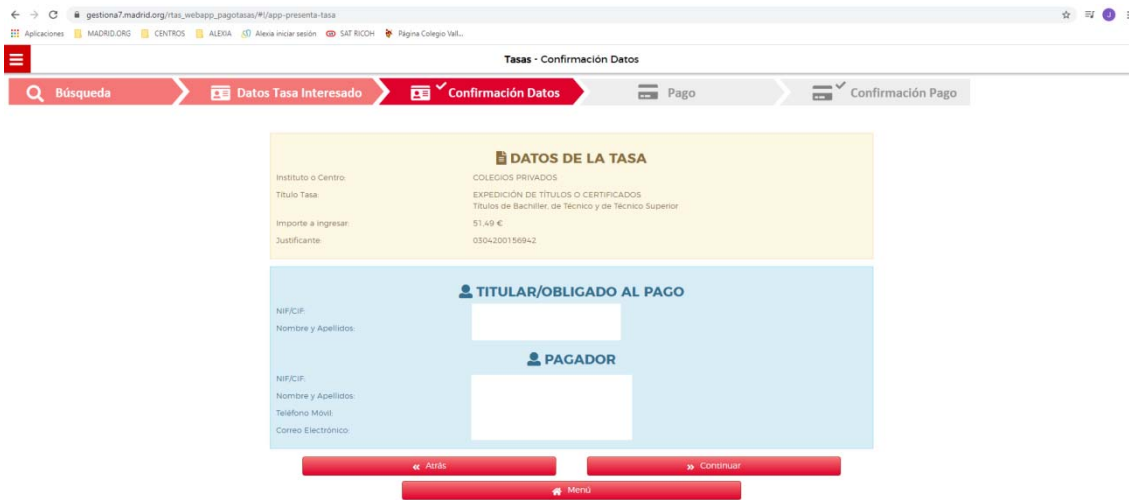 gestiona7.madrid.org/rtas_webapp_pagotasas/#!/app-presenta-tasa
J
Aplicaciones MADRID.ORG CENTROS ALEXIA Alexia iniciar sesión SAT RICOH Página Colegio Vall...
Tasas - Confirmación Datos
Búsqueda Datos Tasa Interesado Confirmación Datos Pago Confirmación Pago
DATOS DE LA TASA
Instituto o Centro: COLEGIOS PRIVADOS
Título Tasa: EXPEDICIÓN DE TÍTULOS O CERTIFICADOS
Títulos de Bachiller, de Técnico y de Técnico Superior.
Importe a ingresar: 51.49 €
Justificante: 0304200156942
TITULAR/OBLIGADO AL PAGO
NIF/CIF:
Nombre y Apellidos:
PAGADOR
NIF/CIF:
Nombre y Apellidos:
Teléfono Móvil:
Correo Electrónico:
« Atrás » Continuar
Menú